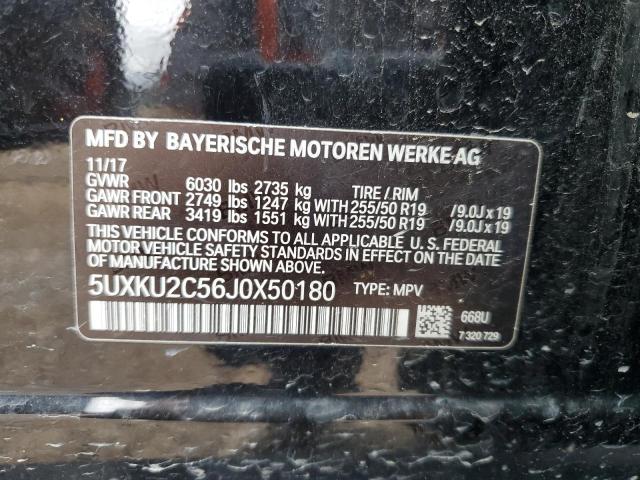 MFD BY BAYERISCHE MOTOREN WERKE AG
11/17
GVWR 6030 lbs 2735 kg TIRE / RIM
GAWR FRONT 2749 lbs 1247 kg WITH 255/50 R19 /9.0J x 19
GAWR REAR 3419 lbs 1551 kg WITH 255/50 R19 /9.0J x 19
THIS VEHICLE CONFORMS TO ALL APPLICABLE U. S. FEDERAL
MOTOR VEHICLE SAFETY STANDARDS IN EFFECT ON THE DATE
OF MANUFACTURE SHOWN ABOVE.
5UXKU2C56J0X50180 TYPE: MPV
668U
7 320 729